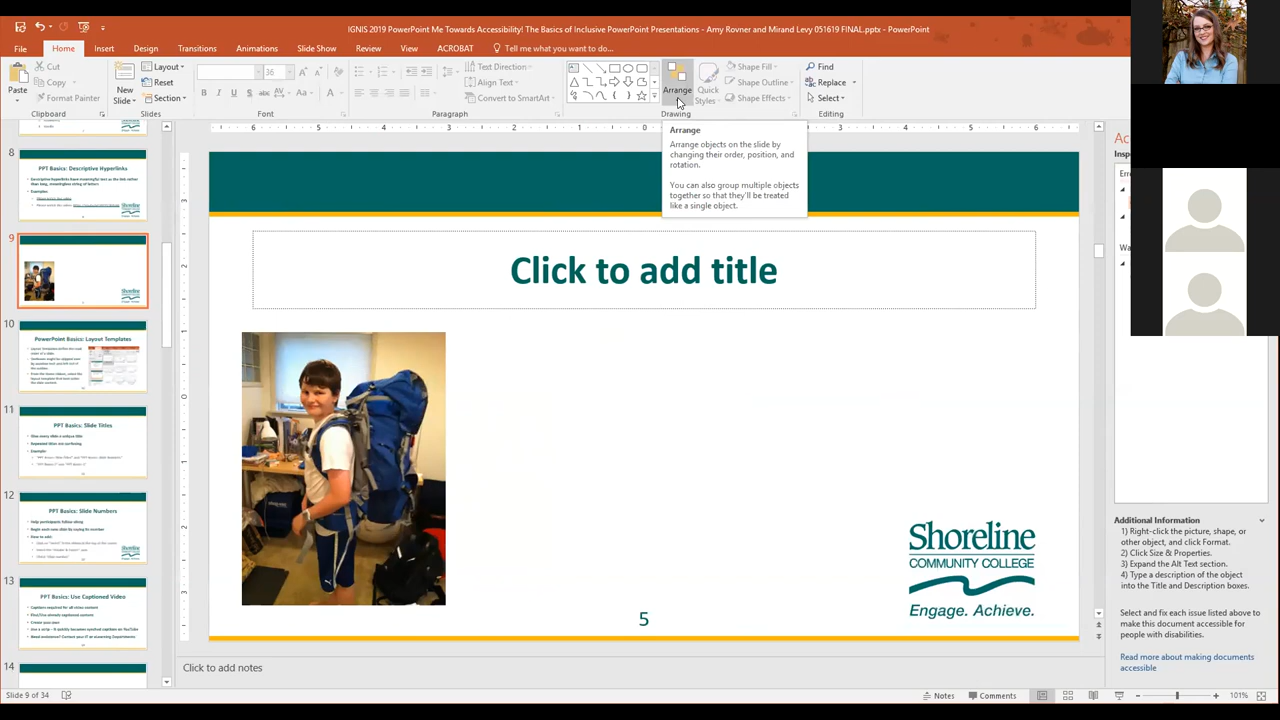 IGNIS 2019 PowerPoint Me Towards Accessibility! The Basics of Inclusive PowerPoint Presentations - Amy Rovner and Mirand Levy 051619 FINAL.pptx - PowerPoint
File Home Insert Design Transitions Animations Slide Show Review View ACROBAT Tell me what you want to do...
Paste
Cut
Copy
Format Painter
Clipboard
New
Slide
Layout
Reset
Section
Slides
36
B I U S abc AV Aa A
Font
Text Direction
Align Text
Convert to SmartArt
Paragraph
Arrange
Quick
Styles
Shape Fill
Shape Outline
Shape Effects
Drawing
Find
Replace
Select
Editing
Arrange
Arrange objects on the slide by
changing their order, position, and
rotation.
You can also group multiple objects
together so that they'll be treated
like a single object.
8
PPT Basics: Descriptive Hyperlinks
9
10
PowerPoint Basics: Layout Templates
11
PPT Basics: Slide Titles
12
PPT Basics: Slide Numbers
13
PPT Basics: Use Captioned Video
14
Click to add title
Shoreline
COMMUNITY COLLEGE
Engage. Achieve.
5
Click to add notes
Additional Information
1) Right-click the picture, shape, or
other object, and click Format.
2) Click Size & Properties.
3) Expand the Alt Text section.
4) Type a description of the object
into the Title and Description boxes.
Select and fix each issue listed above to
make this document accessible for
people with disabilities.
Read more about making documents
accessible
Slide 9 of 34
Notes Comments 101%